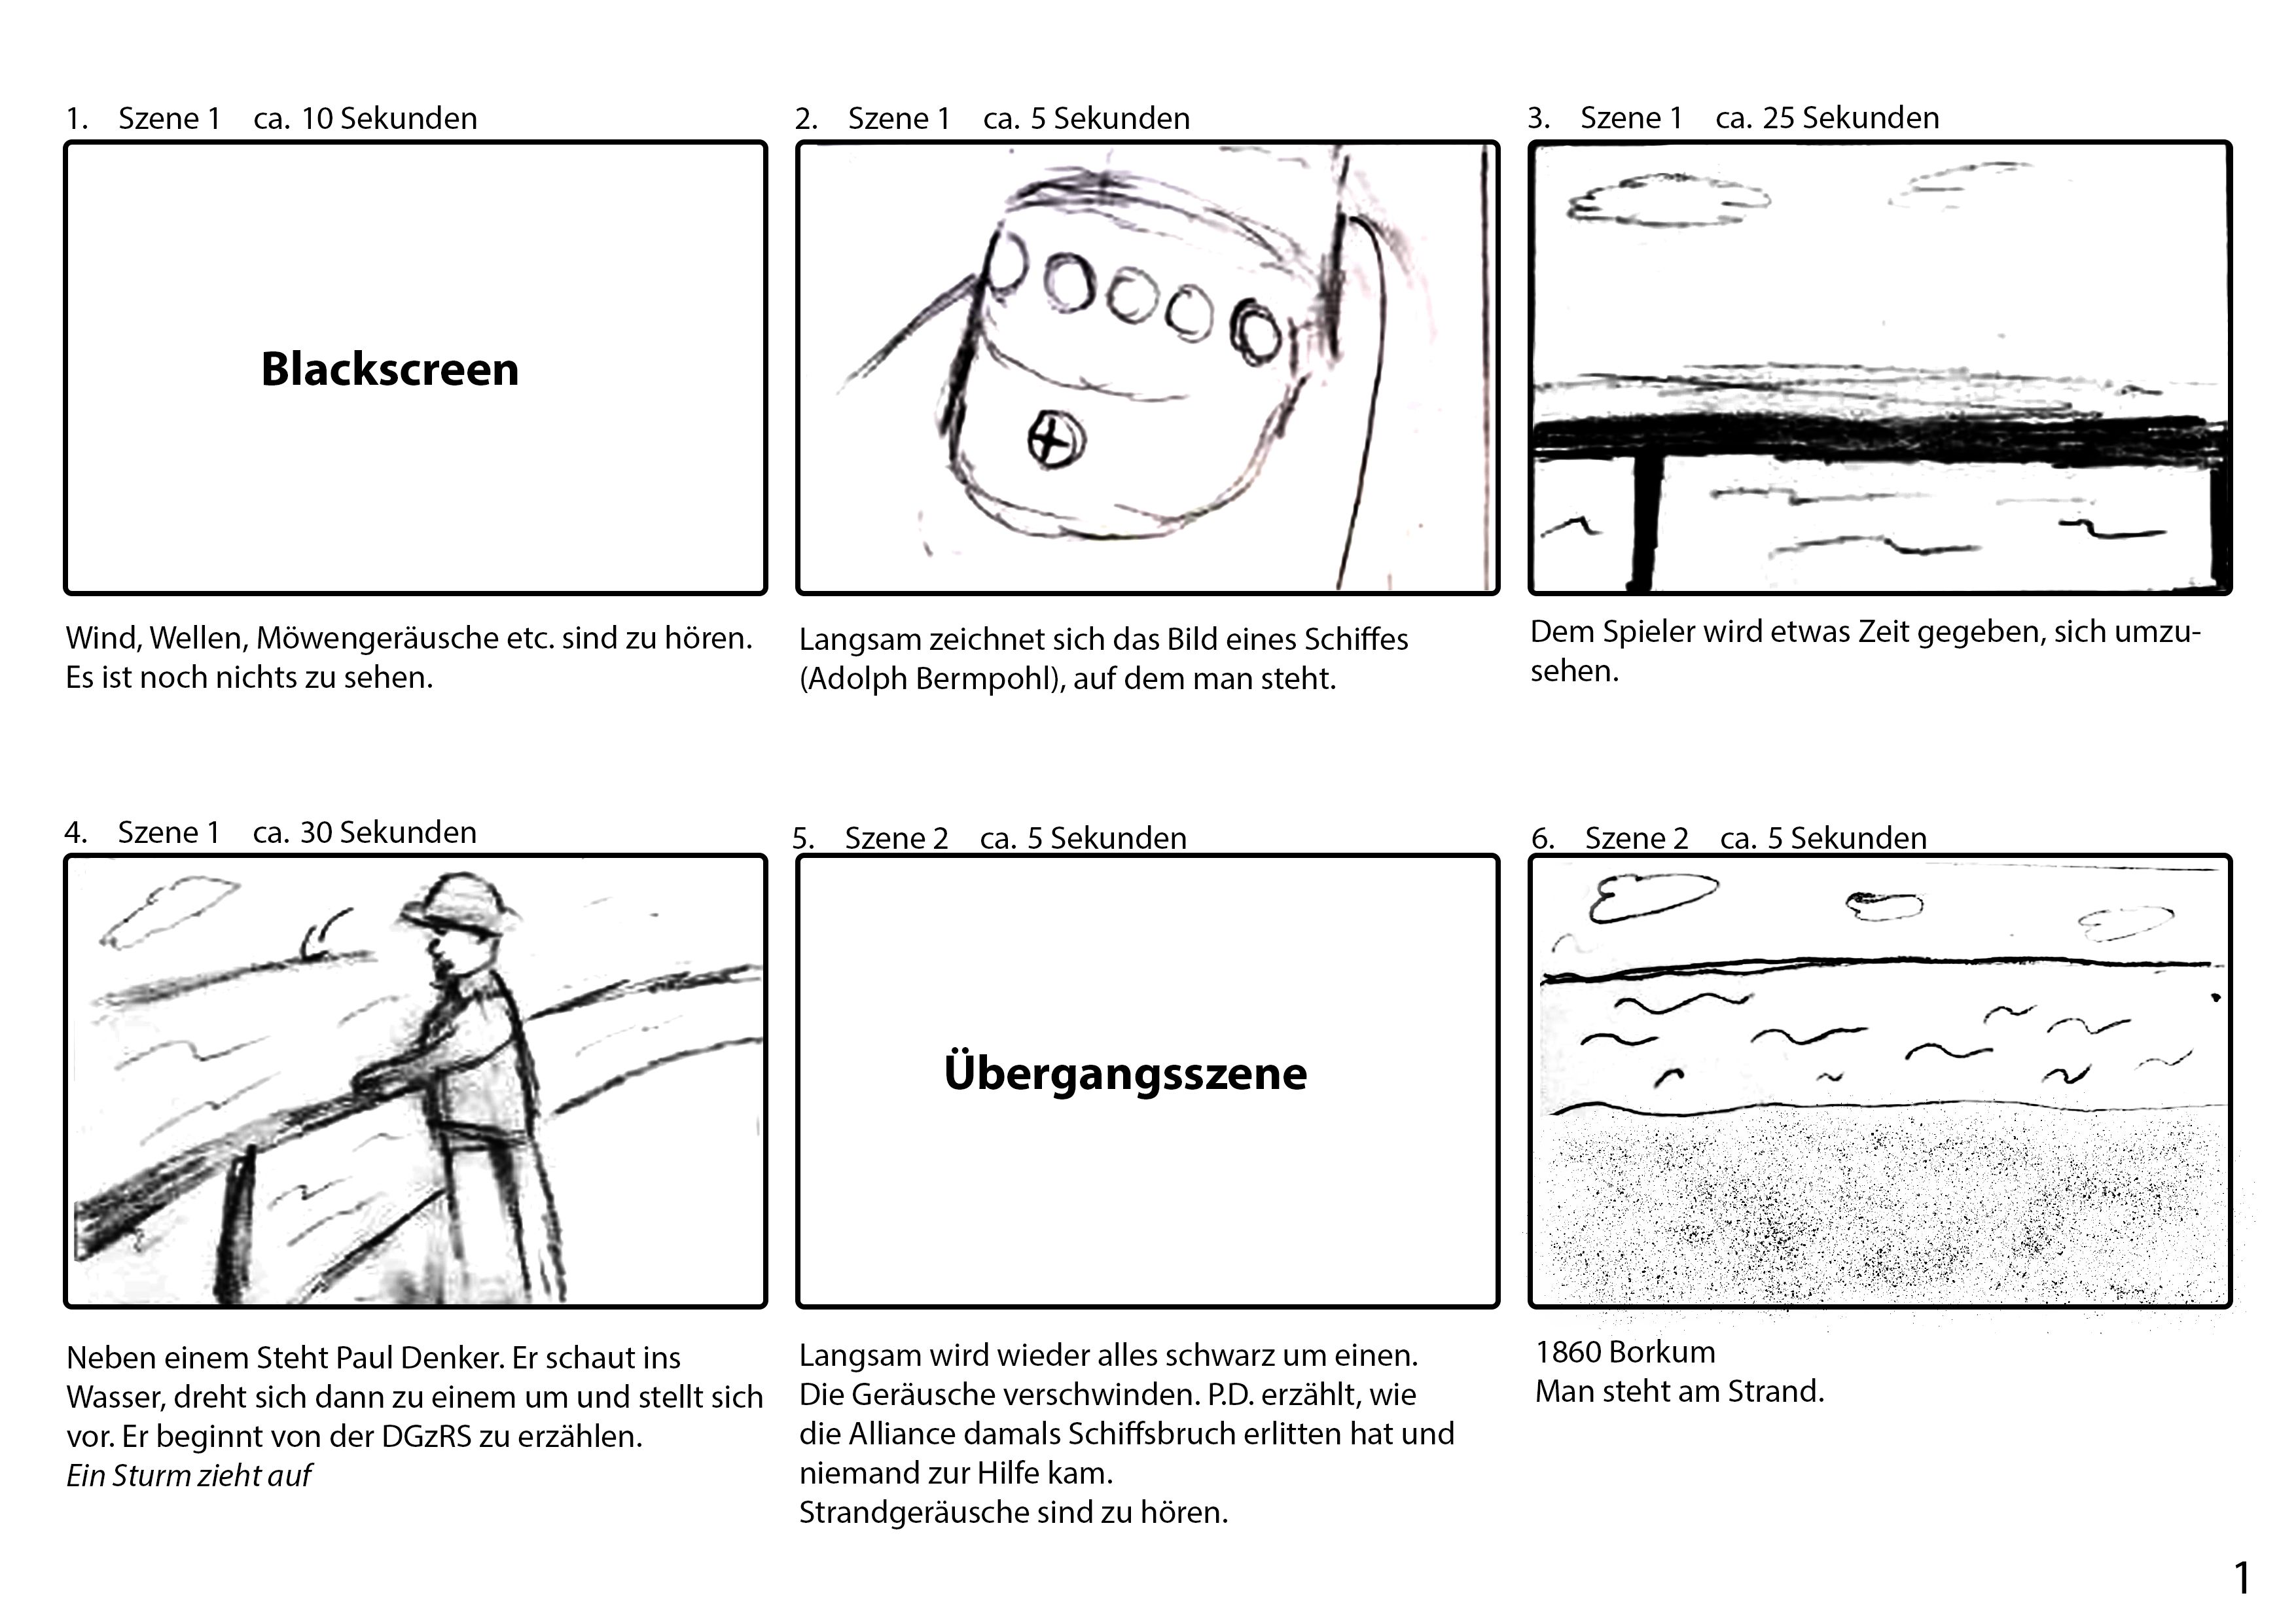 1. Szene 1 ca. 10 Sekunden
Blackscreen
Wind, Wellen, Möwengeräusche etc. sind zu hören.
Es ist noch nichts zu sehen.
2. Szene 1 ca. 5 Sekunden
Langsam zeichnet sich das Bild eines Schiffes
(Adolph Bermpohl), auf dem man steht.
3. Szene 1 ca. 25 Sekunden
Dem Spieler wird etwas Zeit gegeben, sich umzu-
sehen.
4. Szene 1 ca. 30 Sekunden
Neben einem Steht Paul Denker. Er schaut ins
Wasser, dreht sich dann zu einem um und stellt sich
vor. Er beginnt von der DGzRS zu erzählen.
Ein Sturm zieht auf
5. Szene 2 ca. 5 Sekunden
Übergangsszene
Langsam wird wieder alles schwarz um einen.
Die Geräusche verschwinden. P.D. erzählt, wie
die Alliance damals Schiffsbruch erlitten hat und
niemand zur Hilfe kam.
Strandgeräusche sind zu hören.
6. Szene 2 ca. 5 Sekunden
1860 Borkum
Man steht am Strand.
1